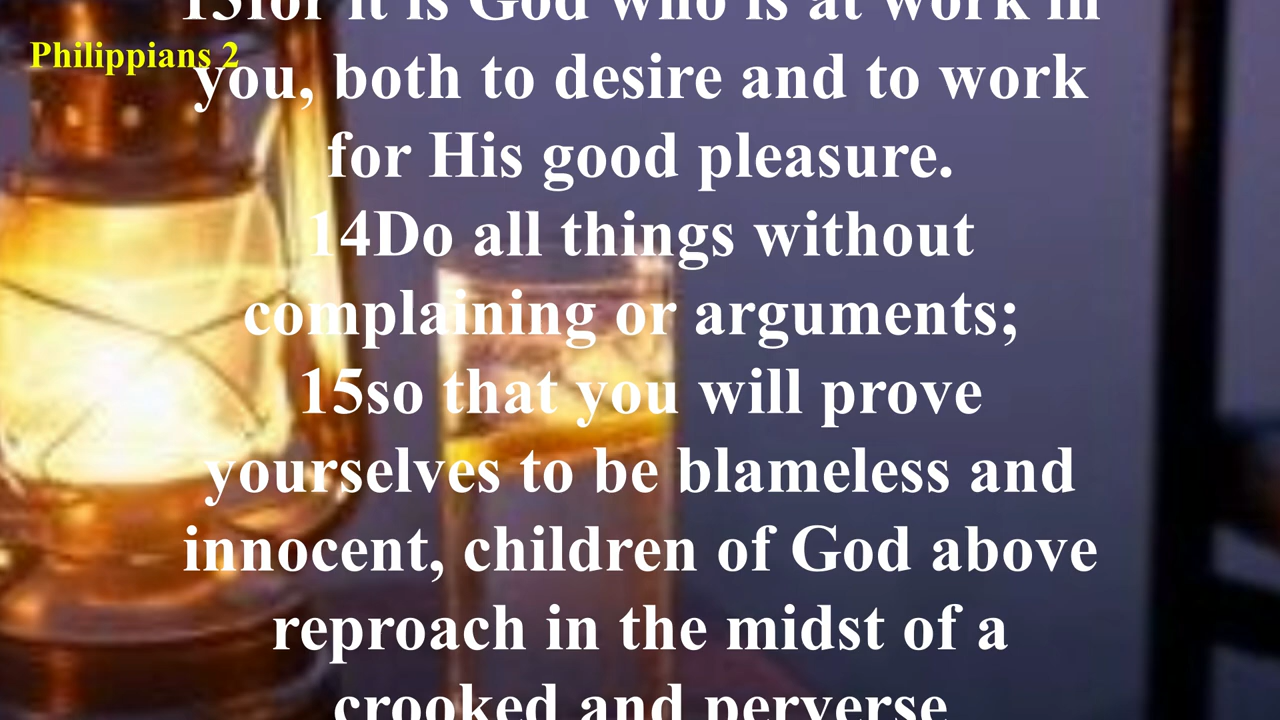 13for it is God who is at work in
Philippians 2
you, both to desire and to work
for His good pleasure.
14Do all things without
complaining or arguments;
15so that you will prove
yourselves to be blameless and
innocent, children of God above
reproach in the midst of a
crooked and perverse